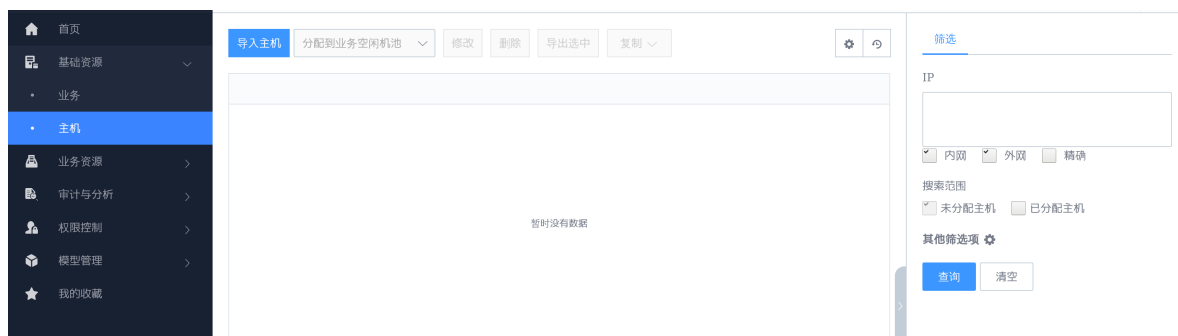 首页
基础资源
业务
主机
业务资源
审计与分析
权限控制
模型管理
我的收藏
导入主机 分配到业务空闲机池 修改 删除 导出选中 复制
暂时没有数据
筛选
IP
内网 外网 精确
搜索范围
未分配主机 已分配主机
其他筛选项
查询 清空